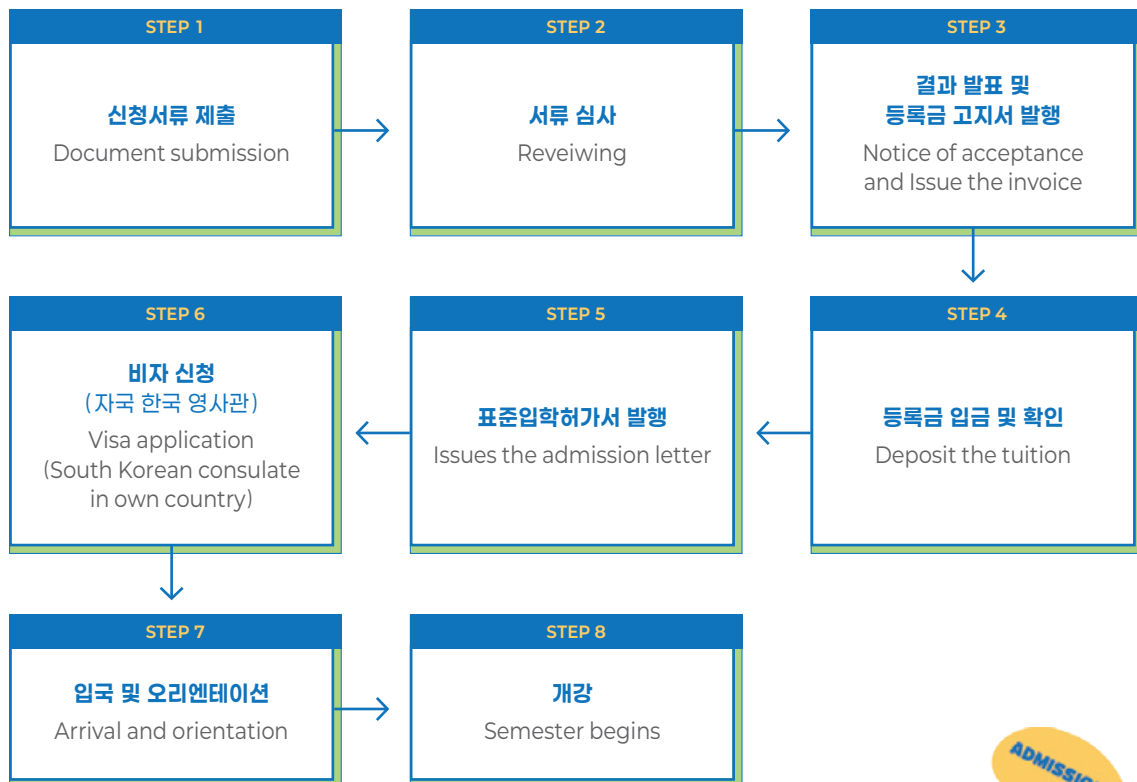 STEP 1
신청서류 제출
Document submission
STEP 2
서류 심사
Reveiwing
STEP 3
결과 발표 및
등록금 고지서 발행
Notice of acceptance
and Issue the invoice
STEP 4
등록금 입금 및 확인
Deposit the tuition
STEP 5
표준입학허가서 발행
Issues the admission letter
STEP 6
비자 신청
(자국 한국 영사관)
Visa application
(South Korean consulate
in own country)
STEP 7
입국 및 오리엔테이션
Arrival and orientation
STEP 8
개강
Semester begins